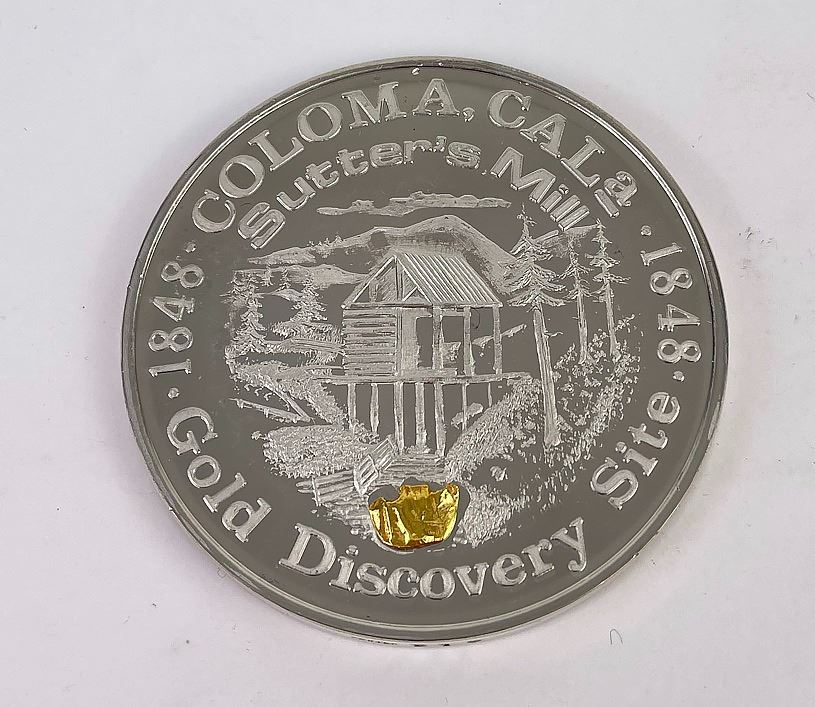 COLOMA, CALa
Sutter's Mill
· 1848 ·
· 1848 ·
Gold Discovery Site